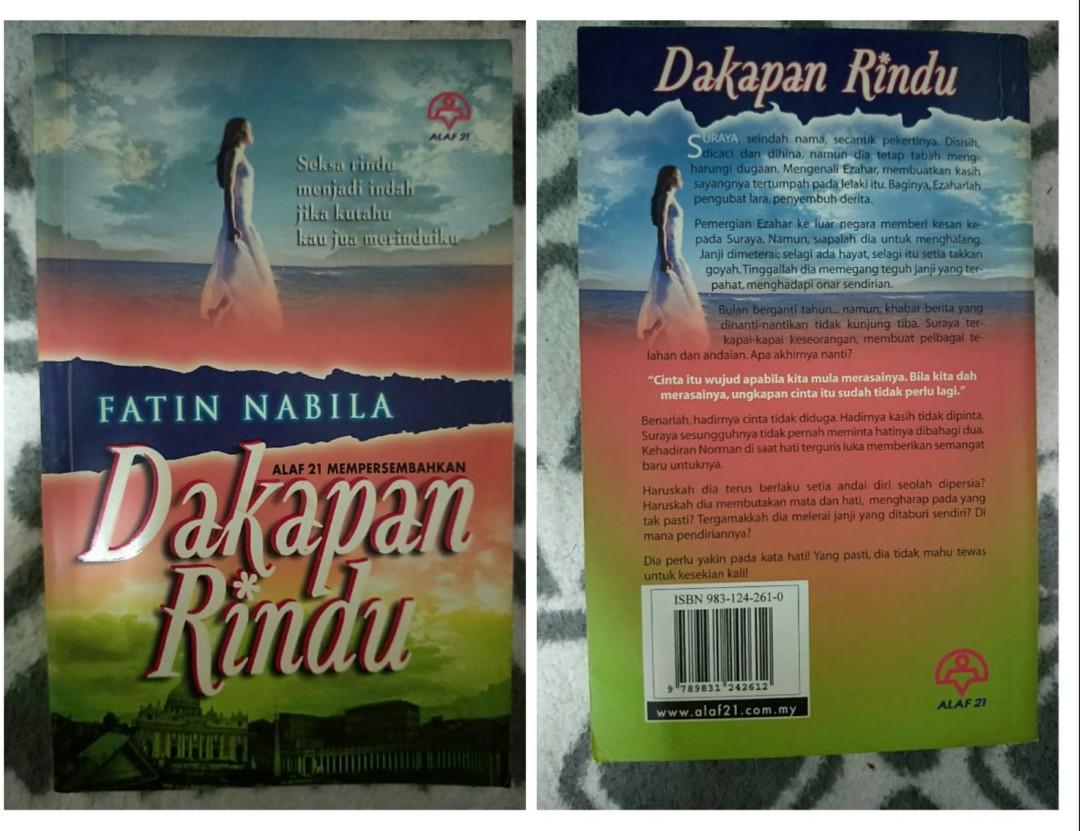 ALAF 21
Seksa rindu
menjadi indah
jika kutahu
kau jua merinduiku
FATIN NABILA
ALAF 21 MEMPERSEMBAHKAN
Dakapan
Rindu
Dakapan Rindu
SURAYA seindah nama, secantik pekertinya. Disisih,
dicaci dan dihina, namun dia tetap tabah meng-
harungi dugaan. Mengenali Ezahar, membuatkan kasih
sayangnya tertumpah pada lelaki itu. Baginya, Ezaharlah
pengubat lara, penyembuh derita.
Pemergian Ezahar ke luar negara memberi kesan ke-
pada Suraya. Namun, siapalah dia untuk menghalang.
Janji dimeterai; selagi ada hayat, selagi itu setia takkan
goyah. Tinggallah dia memegang teguh janji yang ter-
pahat, menghadapi onar sendirian.
Bulan berganti tahun... namun, khabar berita yang
dinanti-nantikan tidak kunjung tiba. Suraya ter-
kapai-kapai keseorangan, membuat pelbagai te-
lahan dan andaian. Apa akhirnya nanti?
"Cinta itu wujud apabila kita mula merasainya. Bila kita dah
merasainya, ungkapan cinta itu sudah tidak perlu lagi."
Benarlah, hadirnya cinta tidak diduga. Hadirnya kasih tidak dipinta.
Suraya sesungguhnya tidak pernah meminta hatinya dibahagi dua.
Kehadiran Norman di saat hati terguris luka memberikan semangat
baru untuknya.
Haruskah dia terus berlaku setia andai diri seolah dipersia?
Haruskah dia membutakan mata dan hati, mengharap pada yang
tak pasti? Tergamakkah dia melerai janji yang ditaburi sendiri? Di
mana pendiriannya?
Dia perlu yakin pada kata hati! Yang pasti, dia tidak mahu tewas
untuk kesekian kali!
ISBN 983-124-261-0
9 789831 242612
www.alaf21.com.my
ALAF 21